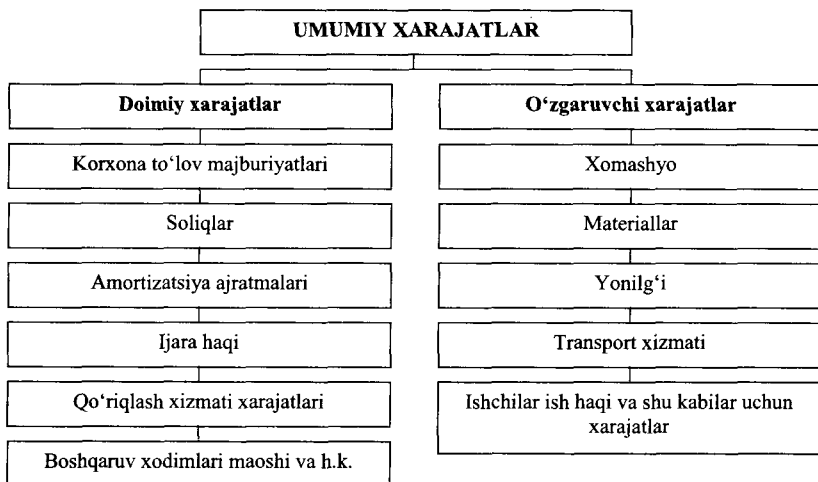 UMUMIY XARAJATLAR
Doimiy xarajatlar
Korxona to‘lov majburiyatlari
Soliqlar
Amortizatsiya ajratmalari
Ijara haqi
Qo‘riqlash xizmati xarajatlari
Boshqaruv xodimlari maoshi va h.k.
O‘zgaruvchi xarajatlar
Xomashyo
Materiallar
Yonilg‘i
Transport xizmati
Ishchilar ish haqi va shu kabilar uchun
xarajatlar